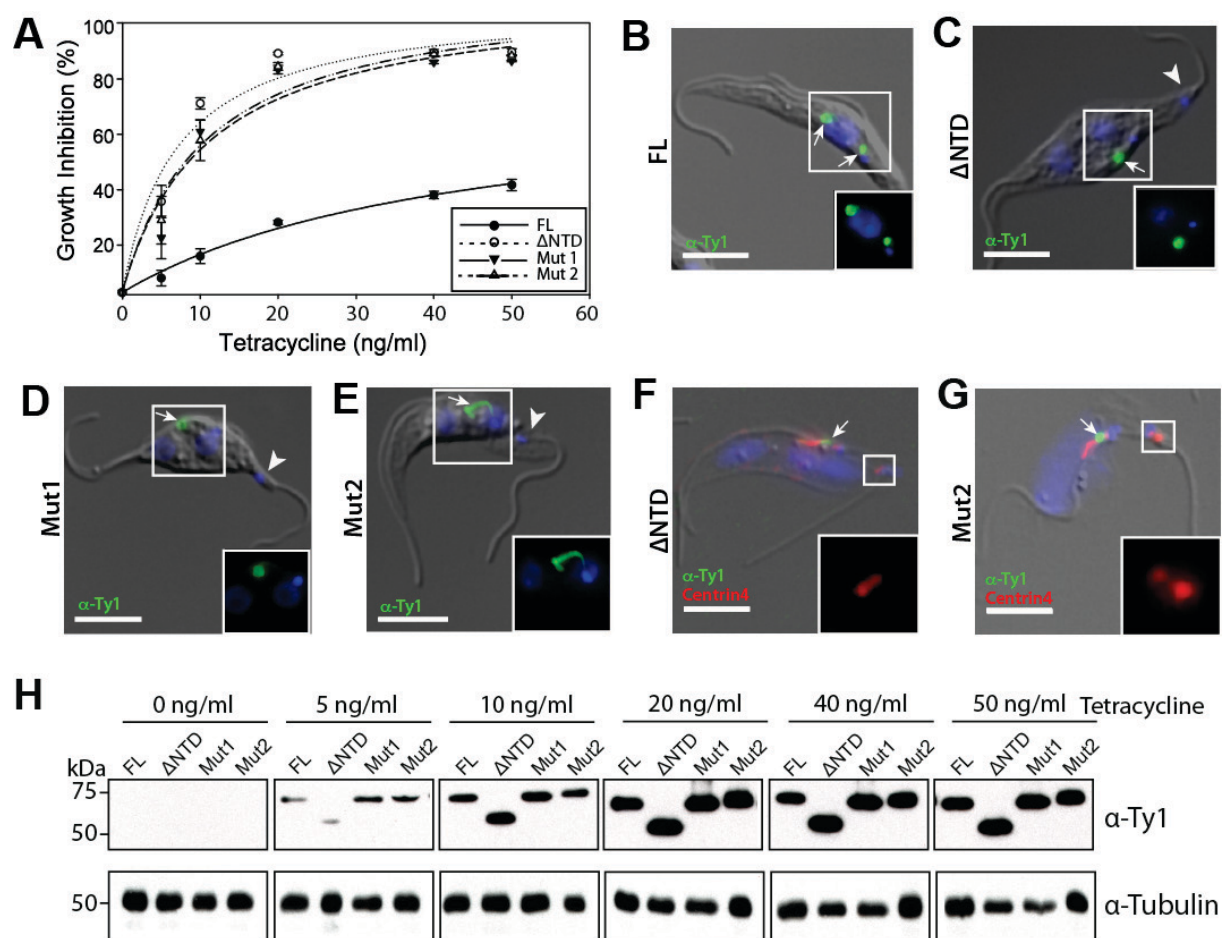 A
Growth Inhibition (%)
100
80
60
40
20
0
10
20
30
40
50
60
Tetracycline (ng/ml)
FL
ΔNTD
Mut 1
Mut 2
B
FL
α-Ty1
C
ΔNTD
α-Ty1
D
Mut1
α-Ty1
E
Mut2
α-Ty1
F
ΔNTD
α-Ty1
Centrin4
G
Mut2
α-Ty1
Centrin4
H
0 ng/ml 5 ng/ml 10 ng/ml 20 ng/ml 40 ng/ml 50 ng/ml Tetracycline
kDa FL ΔNTD Mut1 Mut2 FL ΔNTD Mut1 Mut2 FL ΔNTD Mut1 Mut2 FL ΔNTD Mut1 Mut2 FL ΔNTD Mut1 Mut2 FL ΔNTD Mut1 Mut2
75
50
α-Ty1
50
α-Tubulin